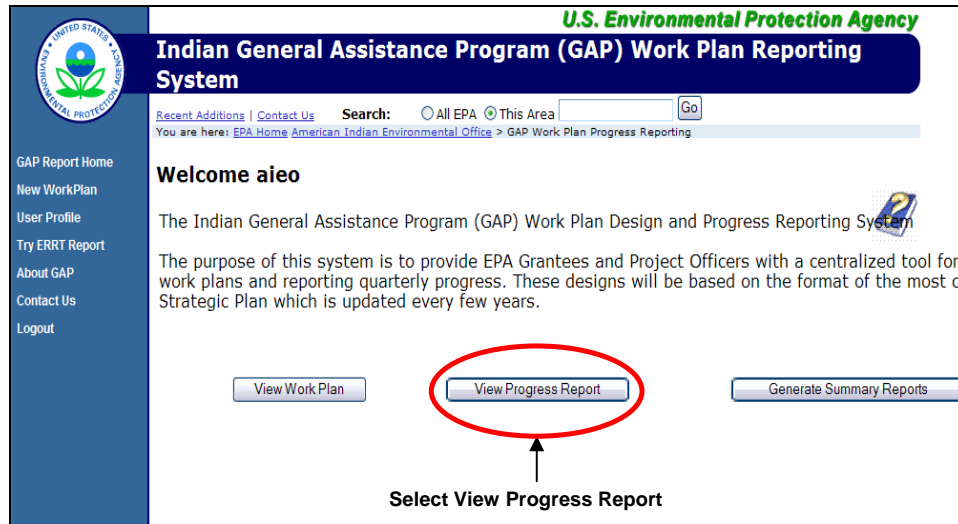 U.S. Environmental Protection Agency
UNITED STATES
ENVIRONMENTAL PROTECTION AGENCY
Indian General Assistance Program (GAP) Work Plan Reporting
System
Recent Additions | Contact Us Search: All EPA This Area Go
You are here: EPA Home American Indian Environmental Office > GAP Work Plan Progress Reporting
GAP Report Home
New WorkPlan
User Profile
Try ERRT Report
About GAP
Contact Us
Logout
Welcome aieo
The Indian General Assistance Program (GAP) Work Plan Design and Progress Reporting System
The purpose of this system is to provide EPA Grantees and Project Officers with a centralized tool for
work plans and reporting quarterly progress. These designs will be based on the format of the most c
Strategic Plan which is updated every few years.
View Work Plan
View Progress Report
Generate Summary Reports
Select View Progress Report